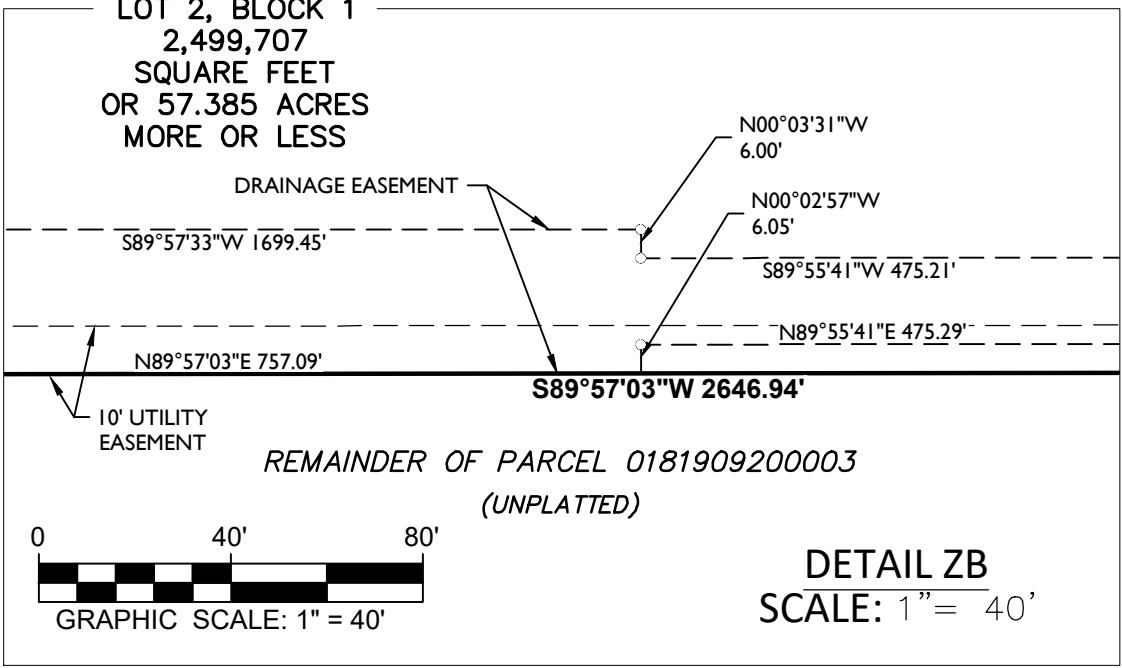 LOT 2, BLOCK 1
2,499,707
SQUARE FEET
OR 57.385 ACRES
MORE OR LESS
N00°03'31"W
6.00'
DRAINAGE EASEMENT
N00°02'57"W
6.05'
S89°57'33"W 1699.45'
S89°55'41"W 475.21'
N89°55'41"E 475.29'
N89°57'03"E 757.09'
S89°57'03"W 2646.94'
10' UTILITY
EASEMENT
REMAINDER OF PARCEL 0181909200003
(UNPLATTED)
0 40' 80'
GRAPHIC SCALE: 1" = 40'
DETAIL ZB
SCALE: 1"= 40'